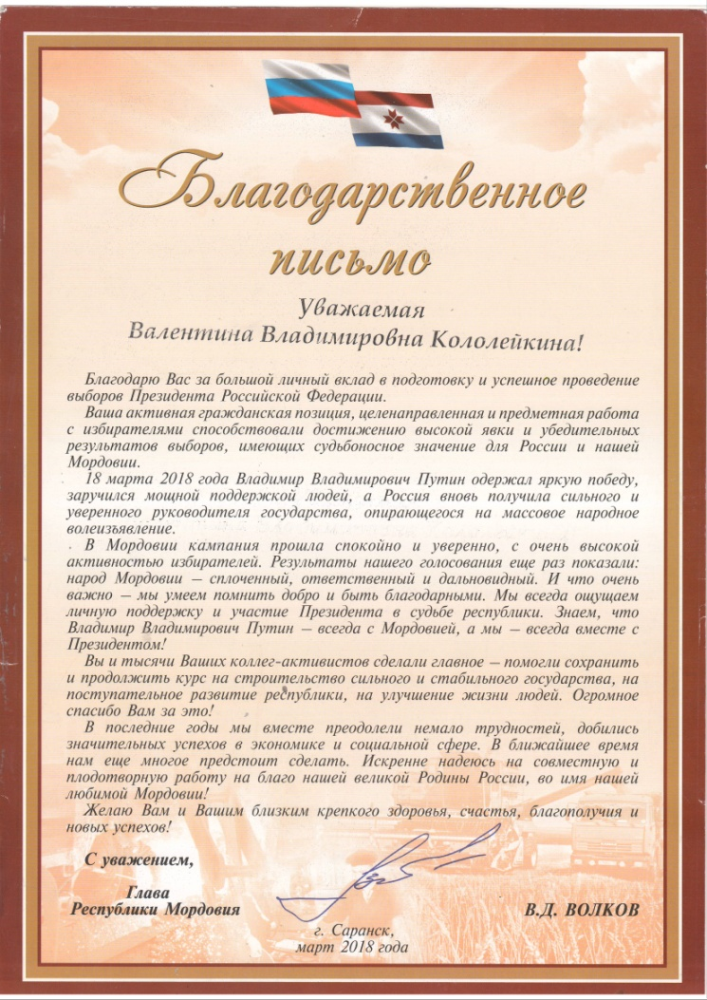 Благодарственное
письмо
Уважаемая
Валентина Владимировна Кололейкина!
Благодарю Вас за большой личный вклад в подготовку и успешное проведение
выборов Президента Российской Федерации.
Ваша активная гражданская позиция, целенаправленная и предметная работа
с избирателями способствовали достижению высокой явки и убедительных
результатов выборов, имеющих судьбоносное значение для России и нашей
Мордовии.
18 марта 2018 года Владимир Владимирович Путин одержал яркую победу,
заручился мощной поддержкой людей, а Россия вновь получила сильного и
уверенного руководителя государства, опирающегося на массовое народное
волеизъявление.
В Мордовии кампания прошла спокойно и уверенно, с очень высокой
активностью избирателей. Результаты нашего голосования еще раз показали:
народ Мордовии – сплоченный, ответственный и дальновидный. И что очень
важно – мы умеем помнить добро и быть благодарными. Мы всегда ощущаем
личную поддержку и участие Президента в судьбе республики. Знаем, что
Владимир Владимирович Путин – всегда с Мордовией, а мы – всегда вместе с
Президентом!
Вы и тысячи Ваших коллег-активистов сделали главное – помогли сохранить
и продолжить курс на строительство сильного и стабильного государства, на
поступательное развитие республики, на улучшение жизни людей. Огромное
спасибо Вам за это!
В последние годы мы вместе преодолели немало трудностей, добились
значительных успехов в экономике и социальной сфере. В ближайшее время
нам еще многое предстоит сделать. Искренне надеюсь на совместную и
плодотворную работу на благо нашей великой Родины России, во имя нашей
любимой Мордовии!
Желаю Вам и Вашим близким крепкого здоровья, счастья, благополучия и
новых успехов!
С уважением,
Глава
Республики Мордовия
В.Д. ВОЛКОВ
г. Саранск,
март 2018 года